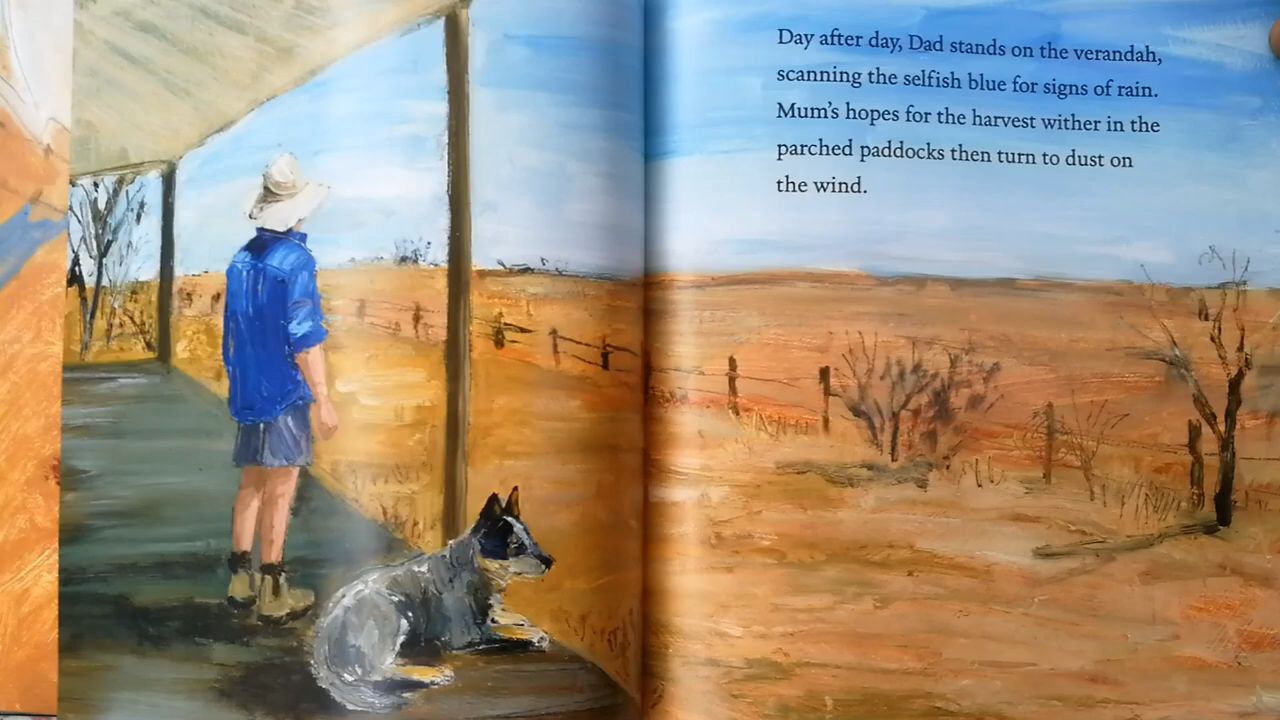 Day after day, Dad stands on the verandah,
scanning the selfish blue for signs of rain.
Mum’s hopes for the harvest wither in the
parched paddocks then turn to dust on
the wind.